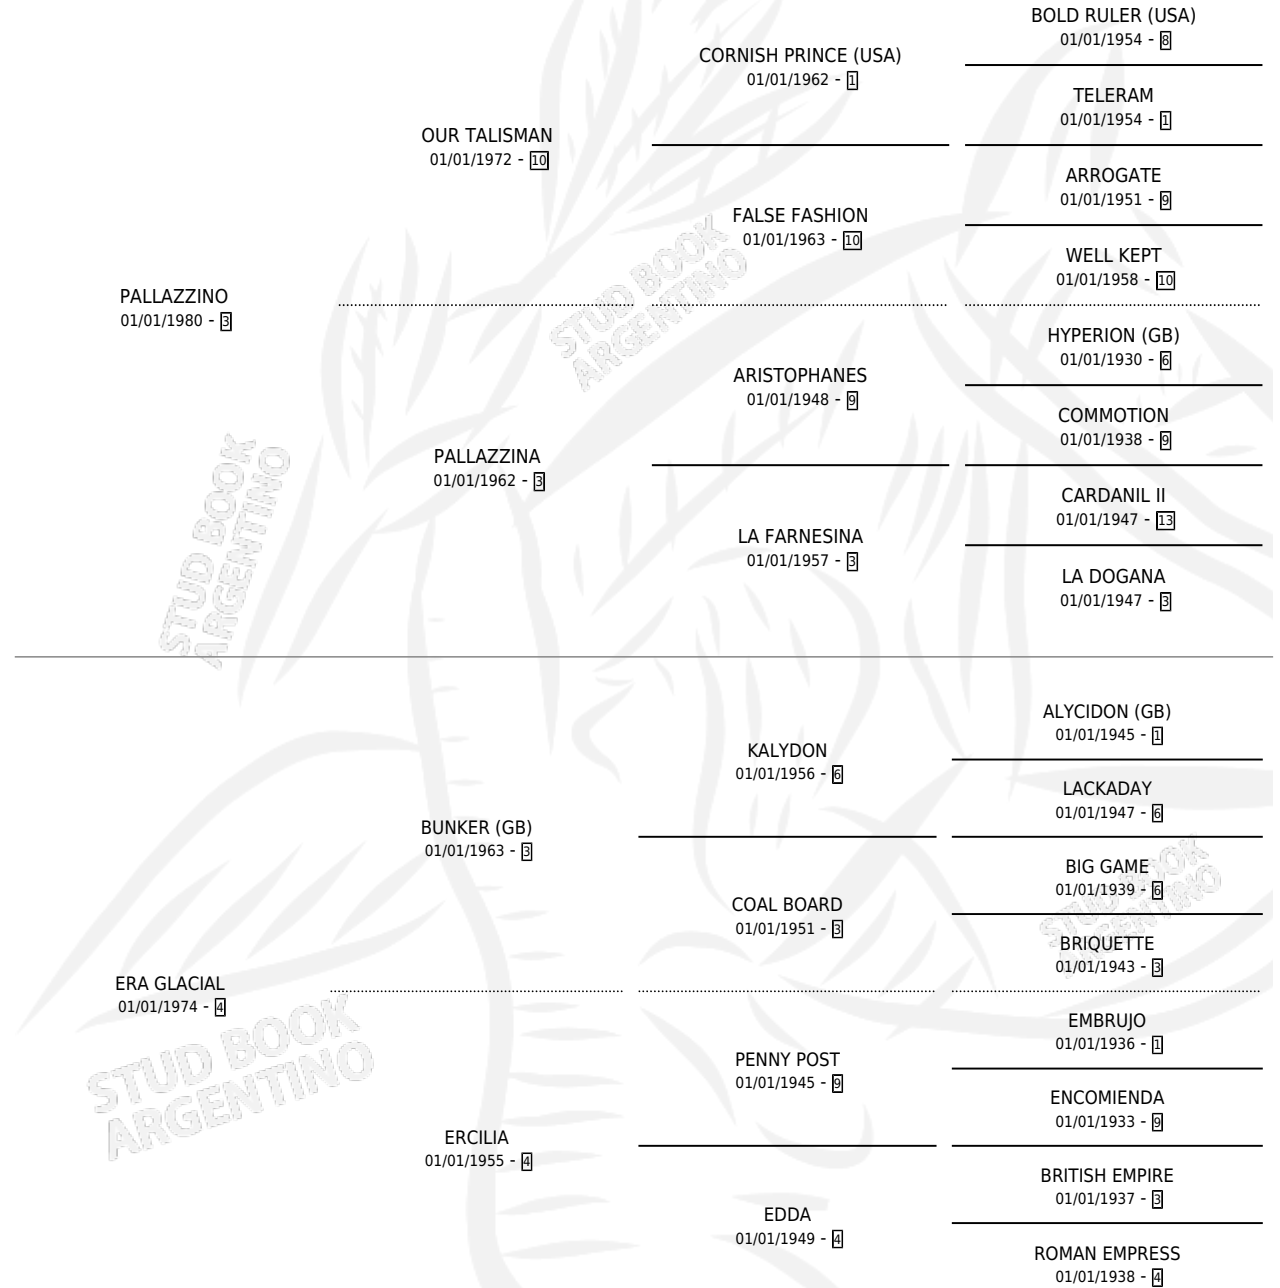 BOLD RULER (USA)
01/01/1954 - 8
CORNISH PRINCE (USA)
01/01/1962 - 1
TELERAM
01/01/1954 - 1
OUR TALISMAN
01/01/1972 - 10
ARROGATE
01/01/1951 - 9
FALSE FASHION
01/01/1963 - 10
WELL KEPT
01/01/1958 - 10
PALLAZZINO
01/01/1980 - 3
HYPERION (GB)
01/01/1930 - 6
ARISTOPHANES
01/01/1948 - 9
COMMOTION
01/01/1938 - 9
PALLAZZINA
01/01/1962 - 3
CARDANIL II
01/01/1947 - 13
LA FARNESINA
01/01/1957 - 3
LA DOGANA
01/01/1947 - 3
STUD BOOK
ARGENTINO
STUD BOOK
ARGENTINO
ALYCIDON (GB)
01/01/1945 - 1
KALYDON
01/01/1956 - 6
LACKADAY
01/01/1947 - 6
BUNKER (GB)
01/01/1963 - 3
BIG GAME
01/01/1939 - 6
COAL BOARD
01/01/1951 - 3
BRIQUETTE
01/01/1943 - 3
ERA GLACIAL
01/01/1974 - 4
EMBRUJO
01/01/1936 - 1
PENNY POST
01/01/1945 - 9
ENCOMIENDA
01/01/1933 - 9
ERCILIA
01/01/1955 - 4
BRITISH EMPIRE
01/01/1937 - 3
EDDA
01/01/1949 - 4
ROMAN EMPRESS
01/01/1938 - 4
STUD BOOK
ARGENTINO
STUD BOOK
ARGENTINO